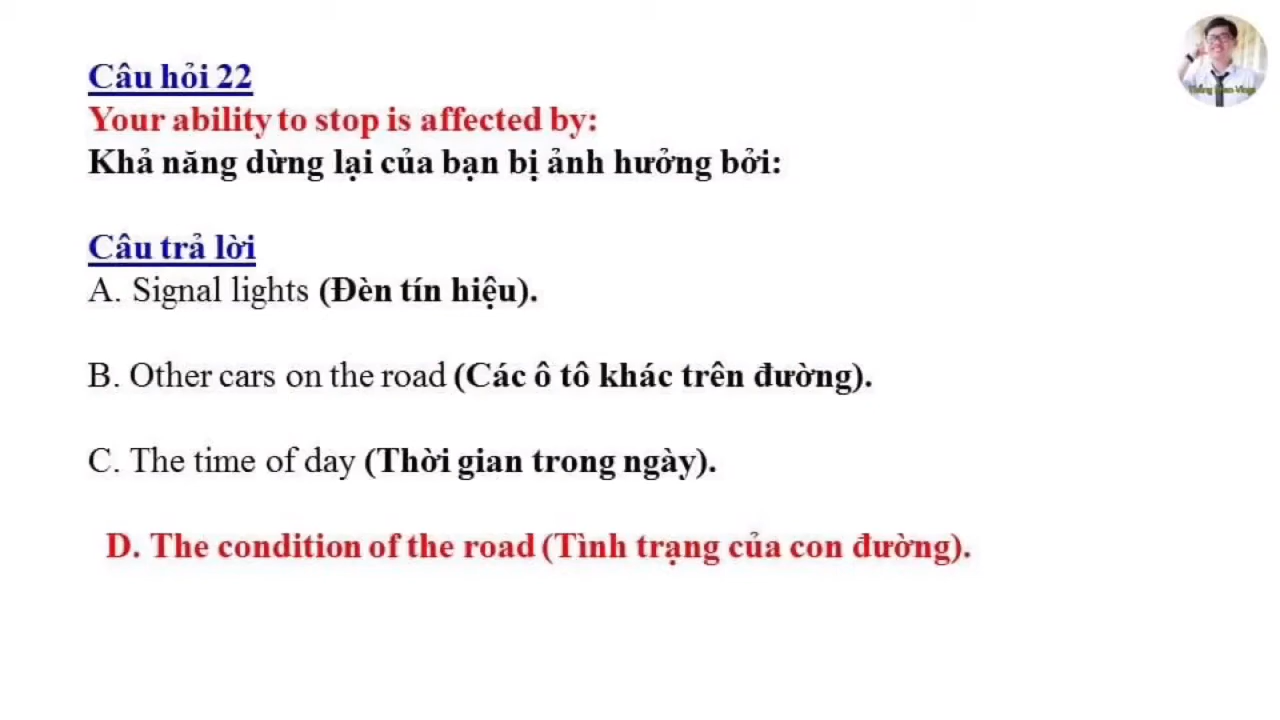 Câu hỏi 22
Your ability to stop is affected by:
Khả năng dừng lại của bạn bị ảnh hưởng bởi:
Câu trả lời
A. Signal lights (Đèn tín hiệu).
B. Other cars on the road (Các ô tô khác trên đường).
C. The time of day (Thời gian trong ngày).
D. The condition of the road (Tình trạng của con đường).